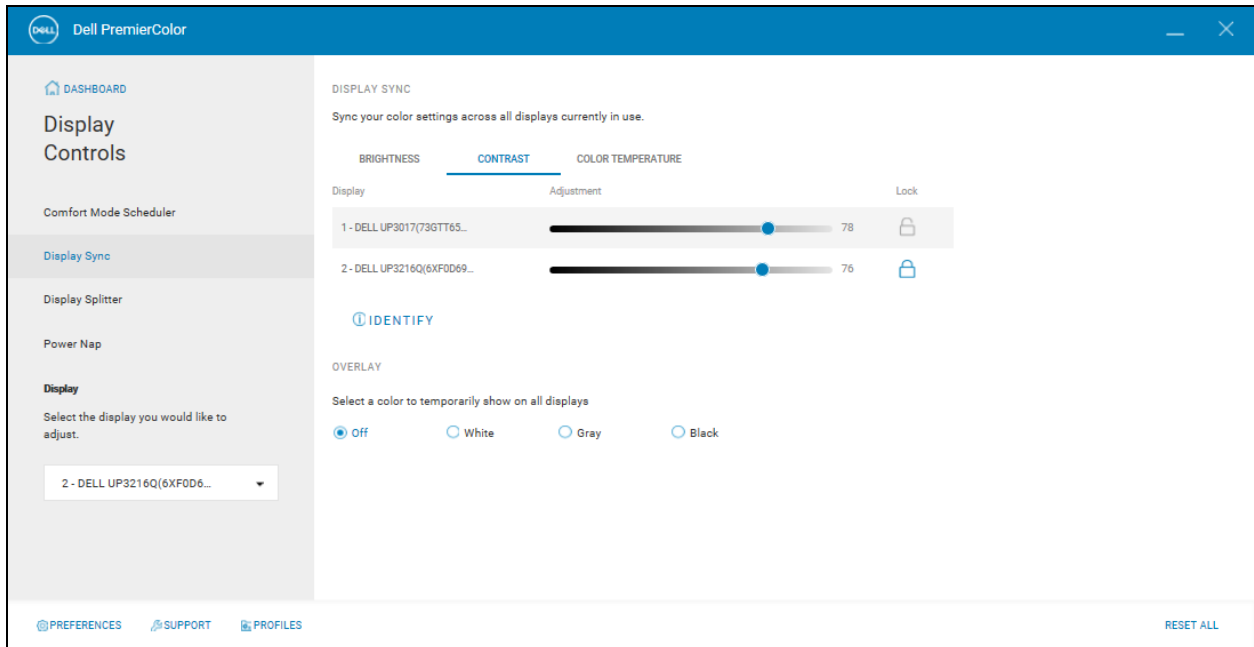 DELL Dell PremierColor
DASHBOARD
Display
Controls
Comfort Mode Scheduler
Display Sync
Display Splitter
Power Nap
Display
Select the display you would like to
adjust.
2 - DELL UP3216Q(6XF0D6...
DISPLAY SYNC
Sync your color settings across all displays currently in use.
BRIGHTNESS CONTRAST COLOR TEMPERATURE
Display Adjustment Lock
1 - DELL UP3017(73GTT65... 78
2 - DELL UP3216Q(6XF0D69... 76
IDENTIFY
OVERLAY
Select a color to temporarily show on all displays
Off White Gray Black
PREFERENCES SUPPORT PROFILES RESET ALL